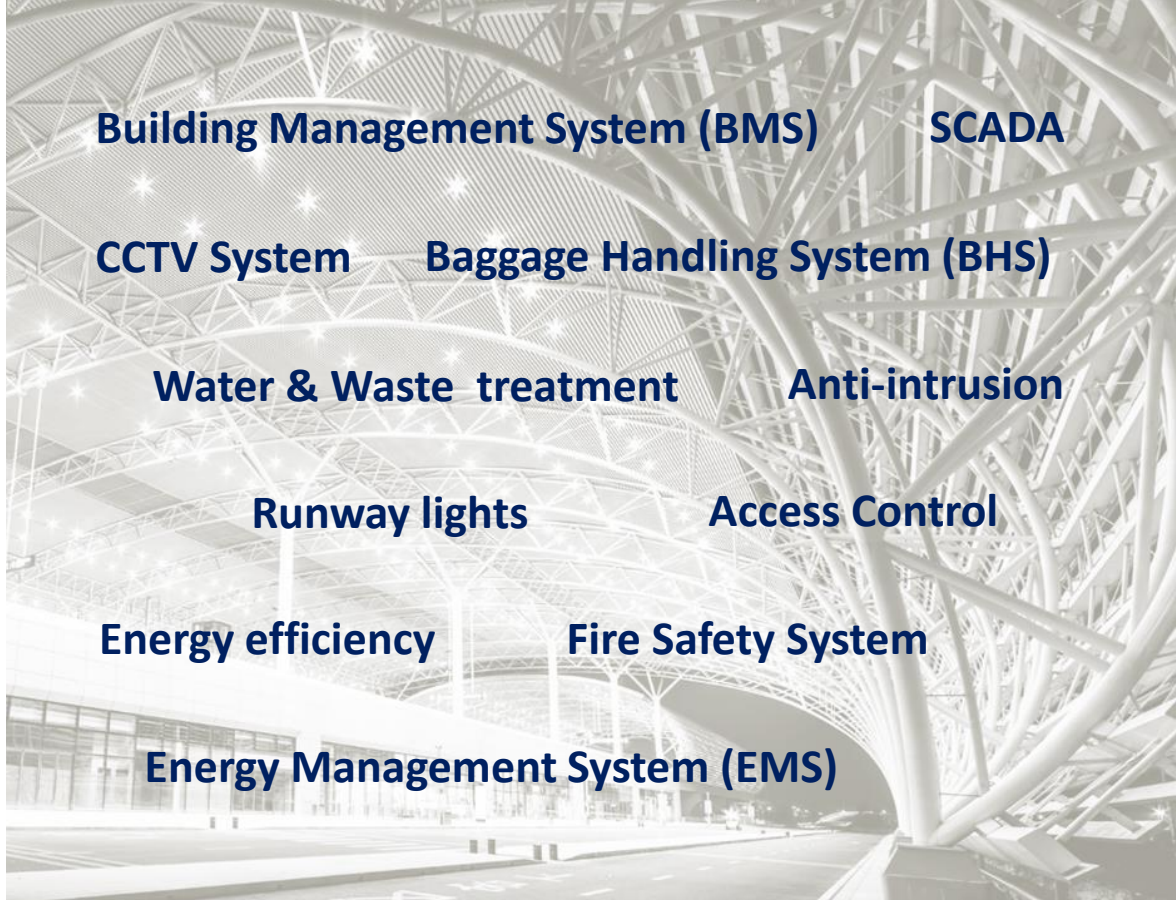 Building Management System (BMS) SCADA
CCTV System Baggage Handling System (BHS)
Water & Waste  treatment Anti-intrusion
Runway lights Access Control
Energy efficiency Fire Safety System
Energy Management System (EMS)